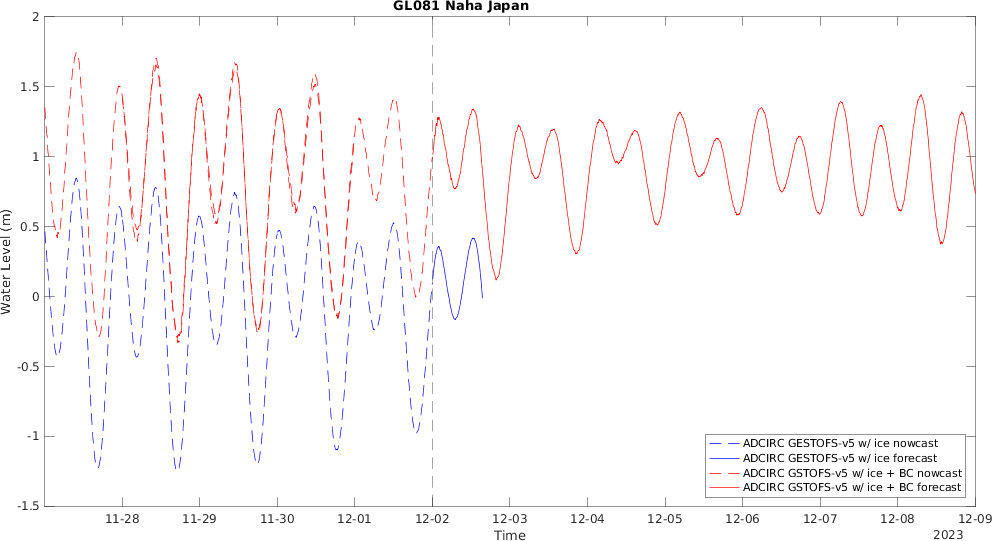 GL081 Naha Japan
2
1.5
1
0.5
0
-0.5
-1
-1.5
Water Level (m)
ADCIRC GESTOFS-v5 w/ ice nowcast
ADCIRC GESTOFS-v5 w/ ice forecast
ADCIRC GSTOFS-v5 w/ ice + BC nowcast
ADCIRC GSTOFS-v5 w/ ice + BC forecast
11-28 11-29 11-30 12-01 12-02 12-03 12-04 12-05 12-06 12-07 12-08 12-09
Time
2023